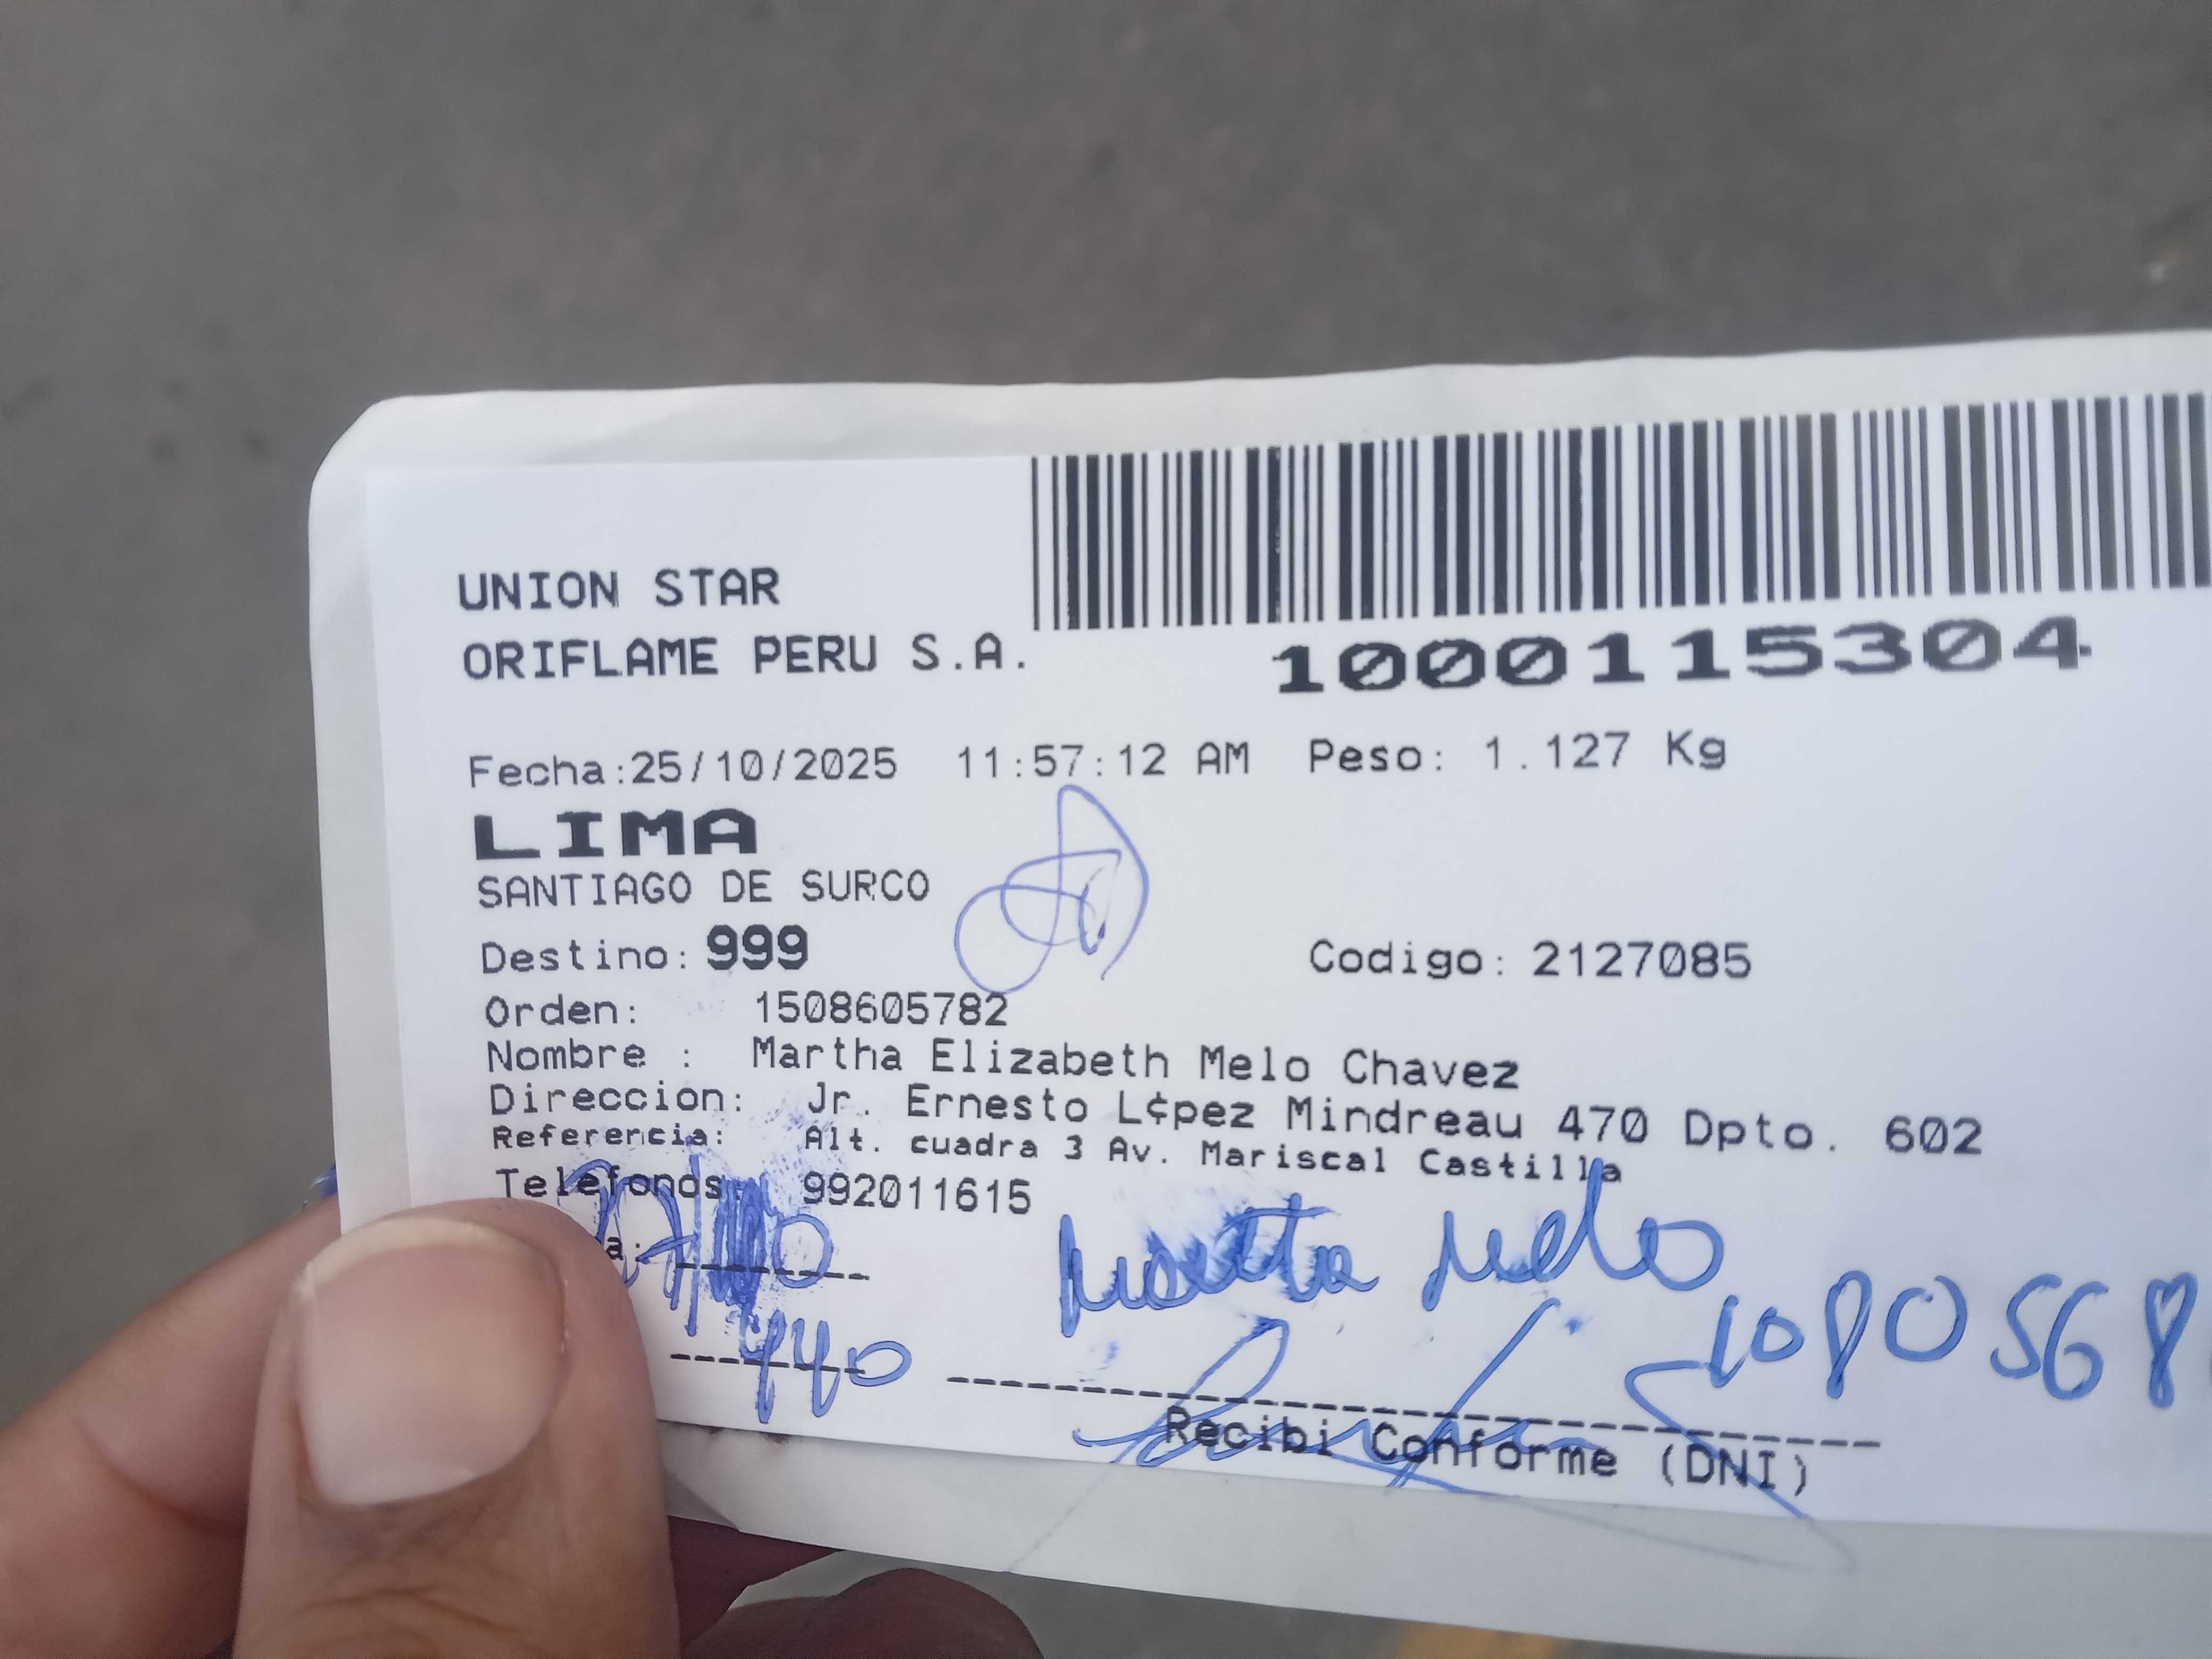 UNION STAR
ORIFLAME PERU S.A.
1000115304
Fecha:25/10/2025 11:57:12 AM Peso: 1.127 Kg
LIMA
SANTIAGO DE SURCO
Destino: 999 Codigo: 2127085
Orden: 1508605782
Nombre : Martha Elizabeth Melo Chavez
Direccion: Jr. Ernesto L¢pez Mindreau 470 Dpto. 602
Referencia: Alt. cuadra 3 Av. Mariscal Castilla
Telefonos: 992011615
Martha Melo
1080568
Recibi Conforme (DNI)